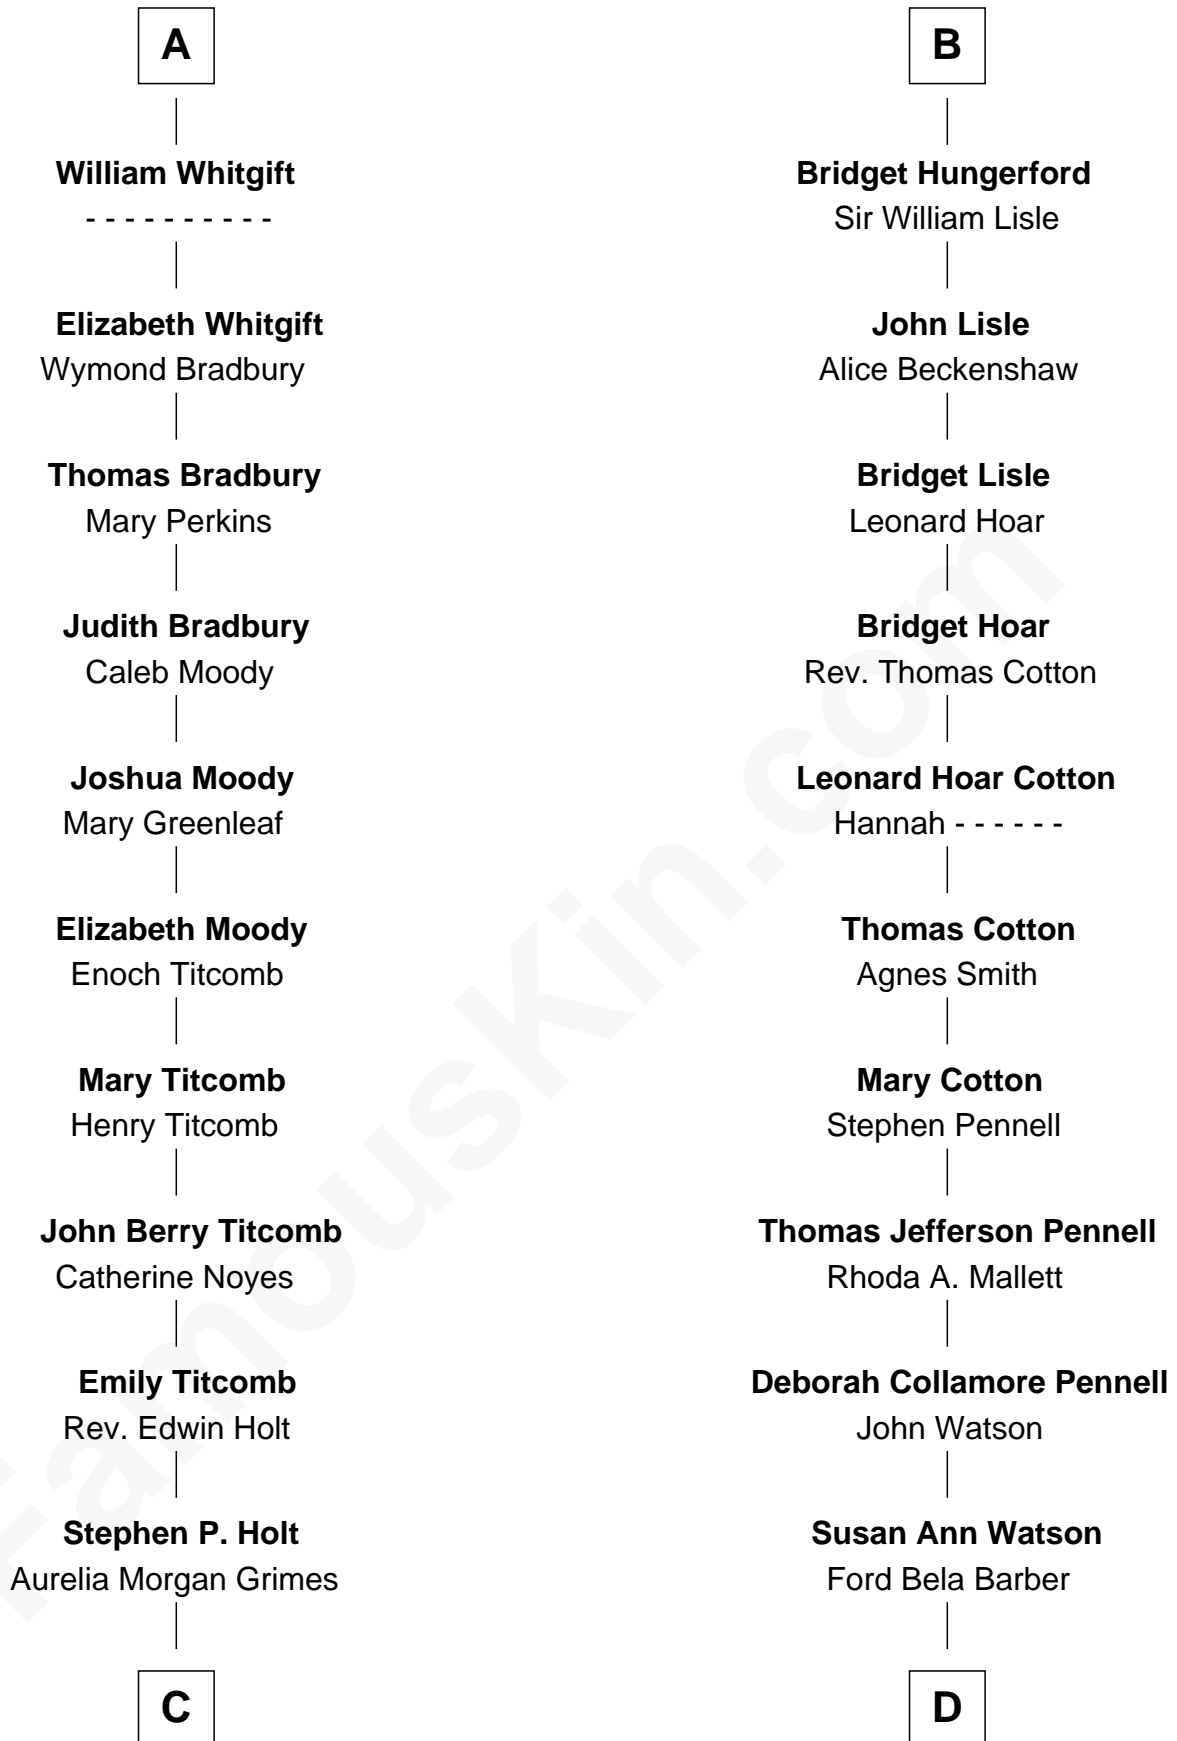 A
William Whitgift
- - - - - - - - - -
Elizabeth Whitgift
Wymond Bradbury
Thomas Bradbury
Mary Perkins
Judith Bradbury
Caleb Moody
Joshua Moody
Mary Greenleaf
Elizabeth Moody
Enoch Titcomb
Mary Titcomb
Henry Titcomb
John Berry Titcomb
Catherine Noyes
Emily Titcomb
Rev. Edwin Holt
Stephen P. Holt
Aurelia Morgan Grimes
C
B
Bridget Hungerford
Sir William Lisle
John Lisle
Alice Beckenshaw
Bridget Lisle
Leonard Hoar
Bridget Hoar
Rev. Thomas Cotton
Leonard Hoar Cotton
Hannah - - - - - -
Thomas Cotton
Agnes Smith
Mary Cotton
Stephen Pennell
Thomas Jefferson Pennell
Rhoda A. Mallett
Deborah Collamore Pennell
John Watson
Susan Ann Watson
Ford Bela Barber
D
FamousKin.com